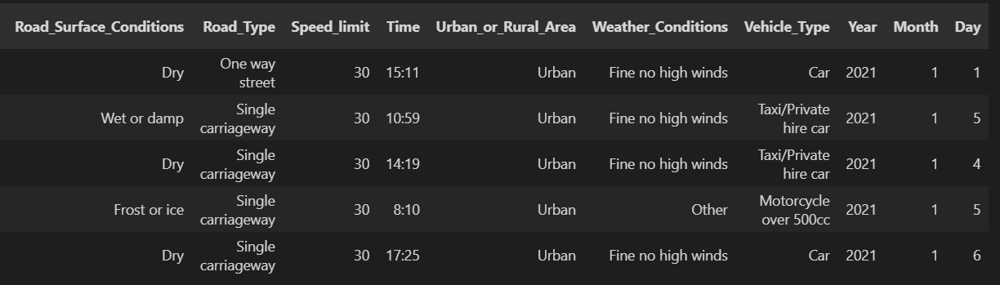 Road_Surface_Conditions Road_Type Speed_limit Time Urban_or_Rural_Area Weather_Conditions Vehicle_Type Year Month Day
Dry One way street 30 15:11 Urban Fine no high winds Car 2021 1 1
Wet or damp Single carriageway 30 10:59 Urban Fine no high winds Taxi/Private hire car 2021 1 5
Dry Single carriageway 30 14:19 Urban Fine no high winds Taxi/Private hire car 2021 1 4
Frost or ice Single carriageway 30 8:10 Urban Other Motorcycle over 500cc 2021 1 5
Dry Single carriageway 30 17:25 Urban Fine no high winds Car 2021 1 6